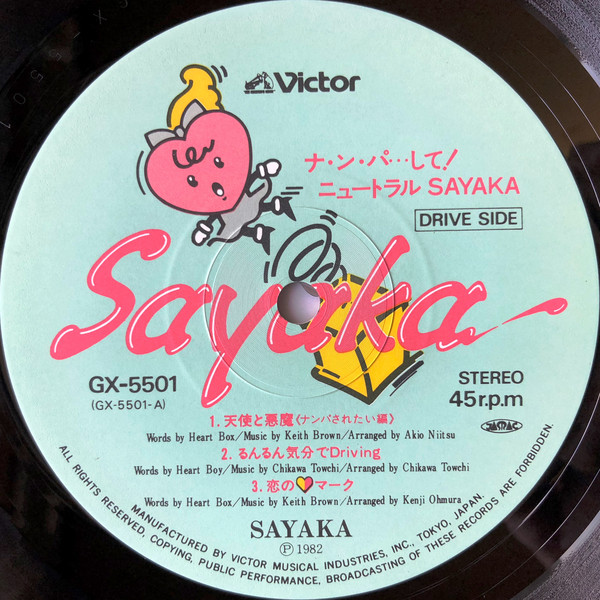 Victor
ナ・ン・パ…して!
ニュートラル SAYAKA
DRIVE SIDE
Sayaka
GX-5501
(GX-5501-A)
STEREO
45r.p.m
JASRAC
1. 天使と悪魔〈ナンパされたい編〉
Words by Heart Box/Music by Keith Brown/Arranged by Akio Niitsu
2. るんるん気分でDriving
Words by Heart Boy/Music by Chikawa Towchi/Arranged by Chikawa Towchi
3. 恋の マーク
Words by Heart Box/Music by Keith Brown/Arranged by Kenji Ohmura
SAYAKA
Ⓟ1982
MANUFACTURED BY VICTOR MUSICAL INDUSTRIES, INC., TOKYO, JAPAN.
ALL RIGHTS RESERVED, COPYING, PUBLIC PERFORMANCE, BROADCASTING OF THESE RECORDS ARE FORBIDDEN.